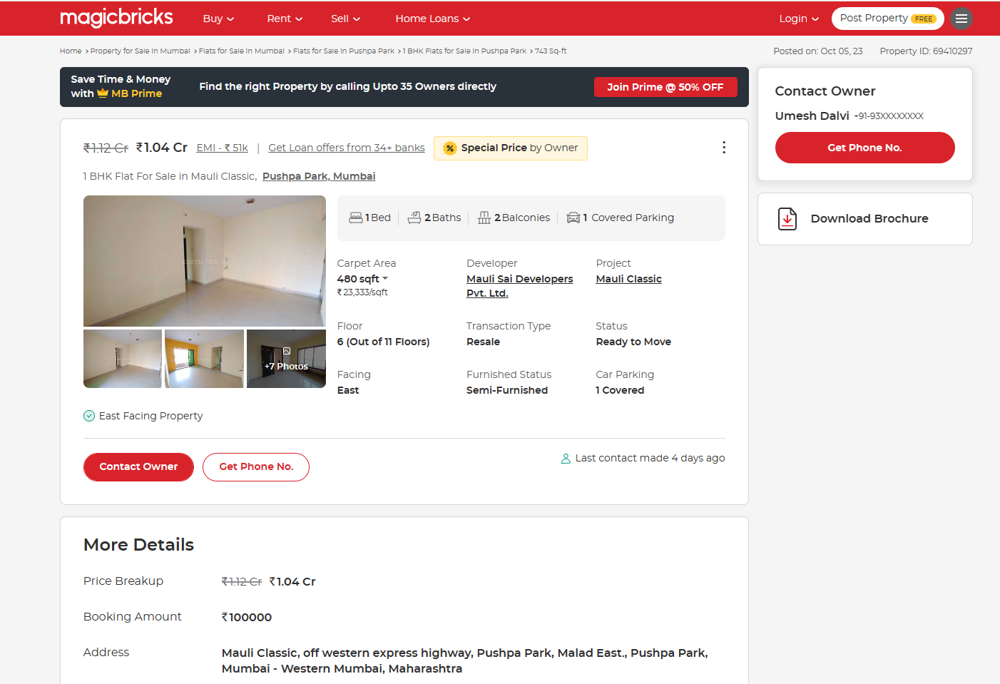 magicbricks Buy Rent Sell Home Loans Login Post Property FREE
Home > Property for Sale in Mumbai > Flats for Sale in Mumbai > Flats for Sale in Pushpa Park > 1 BHK Flats for Sale in Pushpa Park > 743 Sq-ft
Posted on: Oct 05, 23 Property ID: 69410297
Save Time & Money
with MB Prime
Find the right Property by calling Upto 35 Owners directly
Join Prime @ 50% OFF
Contact Owner
Umesh Dalvi +91-93XXXXXXXX
Get Phone No.
Download Brochure
₹1.12 Cr ₹1.04 Cr EMI - ₹ 51k | Get Loan offers from 34+ banks Special Price by Owner
1 BHK Flat For Sale in Mauli Classic, Pushpa Park, Mumbai
magicbricks
+7 Photos
1 Bed 2 Baths 2 Balconies 1 Covered Parking
Carpet Area
480 sqft
₹ 23,333/sqft
Developer
Mauli Sai Developers
Pvt. Ltd.
Project
Mauli Classic
Floor
6 (Out of 11 Floors)
Transaction Type
Resale
Status
Ready to Move
Facing
East
Furnished Status
Semi-Furnished
Car Parking
1 Covered
East Facing Property
Contact Owner
Get Phone No.
Last contact made 4 days ago
More Details
Price Breakup ₹1.12 Cr ₹1.04 Cr
Booking Amount ₹100000
Address Mauli Classic, off western express highway, Pushpa Park, Malad East., Pushpa Park,
Mumbai - Western Mumbai, Maharashtra